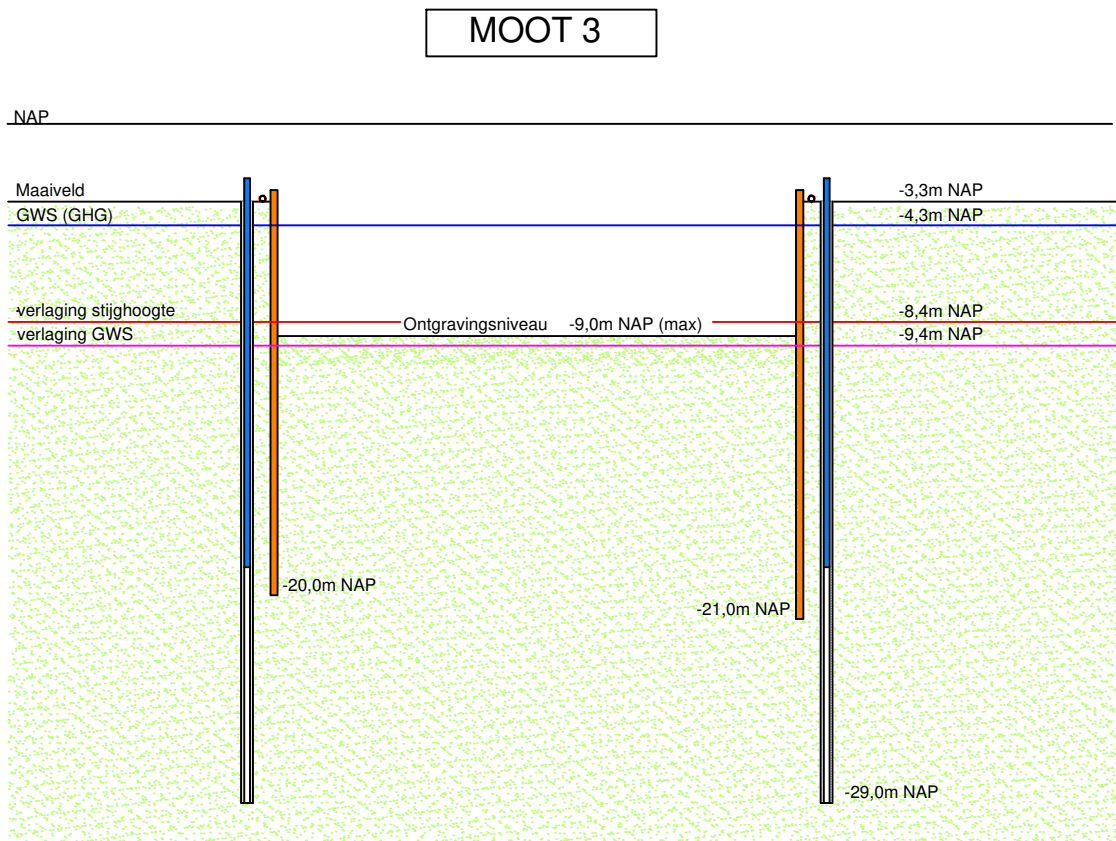 MOOT 3
NAP
Maaiveld -3,3m NAP
GWS (GHG) -4,3m NAP
verlaging stijghoogte -8,4m NAP
Ontgravingsniveau -9,0m NAP (max)
verlaging GWS -9,4m NAP
-20,0m NAP
-21,0m NAP
-29,0m NAP